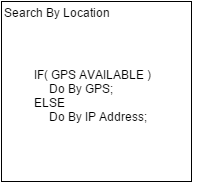 Search By Location
IF( GPS AVAILABLE )
Do By GPS;
ELSE
Do By IP Address;